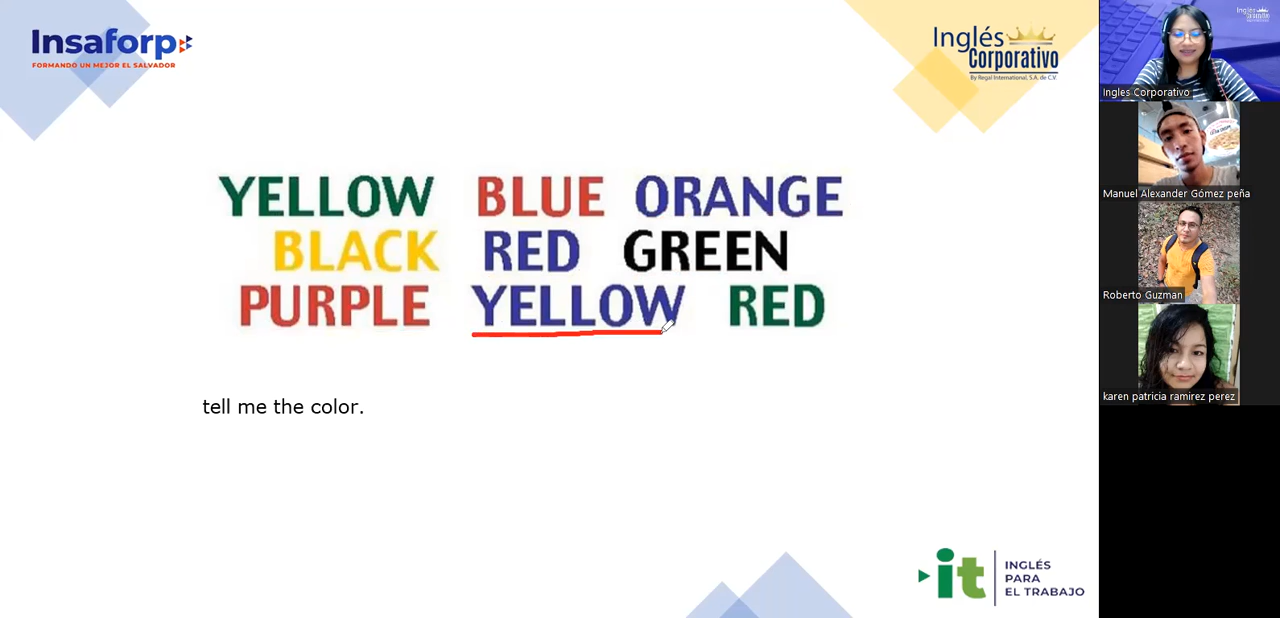 Insaforp
FORMANDO UN MEJOR EL SALVADOR
Inglés
Corporativo
By Regal International, S.A. de C.V.
YELLOW BLUE ORANGE
BLACK RED GREEN
PURPLE YELLOW RED
tell me the color.
it
INGLÉS
PARA
EL TRABAJO
Ingles Corporativo
Manuel Alexander Gómez peña
Roberto Guzman
karen patricia ramirez perez